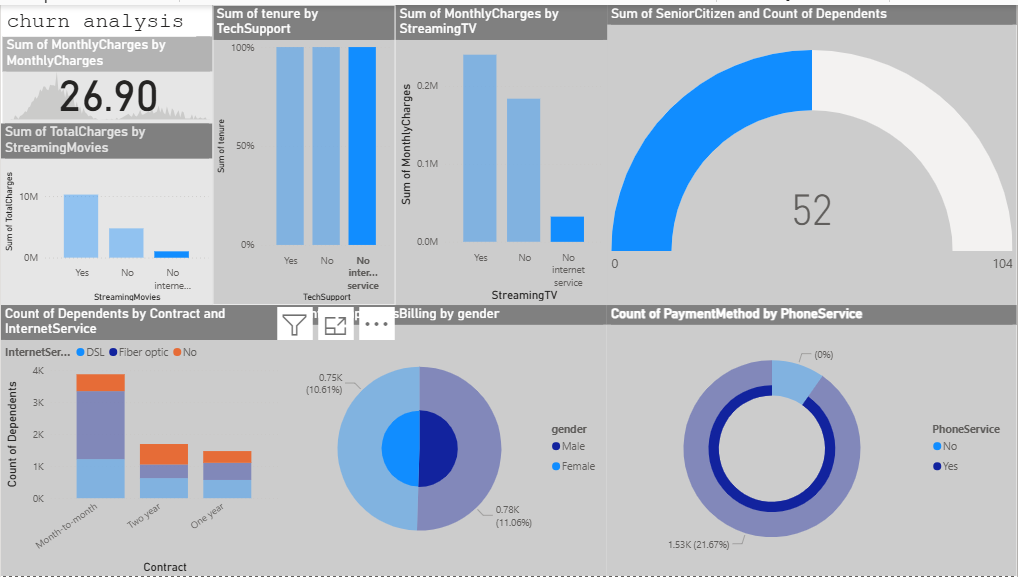 churn analysis
Sum of MonthlyCharges by
MonthlyCharges
26.90
Sum of TotalCharges by
StreamingMovies
Sum of TotalCharges
10M
0M
Yes
No
No
interne...
StreamingMovies
Sum of tenure by
TechSupport
Sum of tenure
100%
50%
0%
Yes
No
No
inter...
service
TechSupport
Sum of MonthlyCharges by
StreamingTV
Sum of MonthlyCharges
0.2M
0.1M
0.0M
Yes
No
No
internet
service
StreamingTV
Sum of SeniorCitizen and Count of Dependents
52
0
104
Count of Dependents by Contract and
InternetService
InternetSer...
DSL
Fiber optic
No
Count of Dependents
4K
3K
2K
1K
0K
Month-to-month
Two year
One year
Contract
sBilling by gender
0.75K
(10.61%)
0.78K
(11.06%)
gender
Male
Female
Count of PaymentMethod by PhoneService
(0%)
1.53K (21.67%)
PhoneService
No
Yes